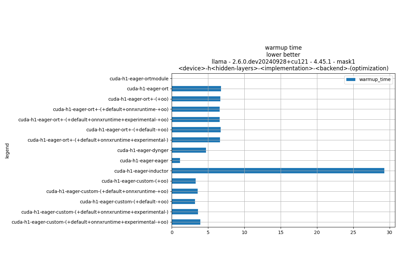 warmup time
lower better
llama - 2.6.0.dev20240928+cu121 - 4.45.1 - mask1
<device>-h<hidden-layers>-<implementation>-<backend>-(optimization)
legend
warmup_time
cuda-h1-eager-ortmodule
cuda-h1-eager-ort
cuda-h1-eager-ort+-(+oo)
cuda-h1-eager-ort+-(+default+onnxruntime-+oo)
cuda-h1-eager-ort+-(+default+onnxruntime+experimental-+oo)
cuda-h1-eager-ort+-(+default-+oo)
cuda-h1-eager-ort+-(+default+onnxruntime+experimental-)
cuda-h1-eager-dynger
cuda-h1-eager-eager
cuda-h1-eager-inductor
cuda-h1-eager-custom-(+oo)
cuda-h1-eager-custom-(+default+onnxruntime-+oo)
cuda-h1-eager-custom-(+default-+oo)
cuda-h1-eager-custom-(+default+onnxruntime+experimental-)
cuda-h1-eager-custom-(+default+onnxruntime+experimental-+oo)
0 5 10 15 20 25 30